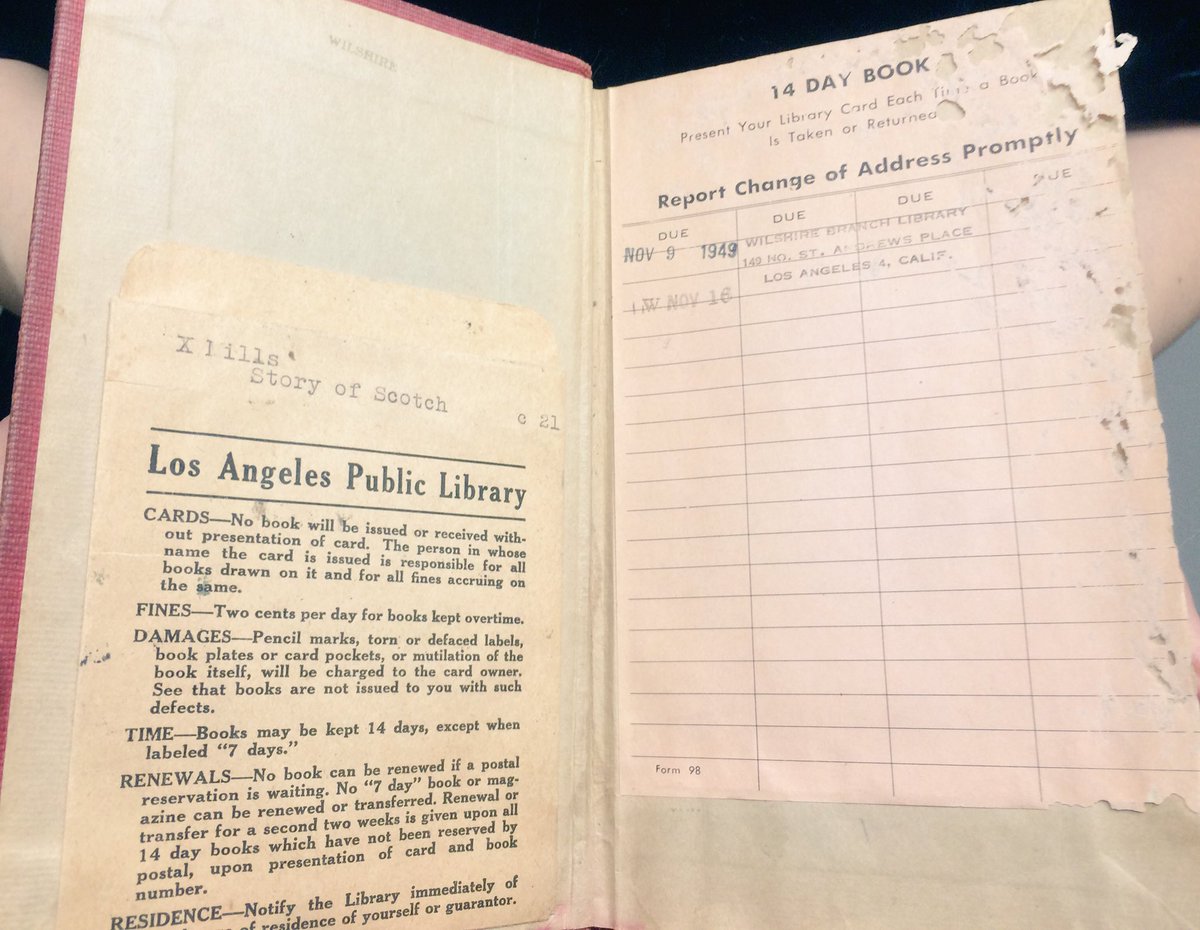 WILSHIRE
X
Story of Scotch
c 21
Los Angeles Public Library
CARDS—No book will be issued or received with-
out presentation of card. The person in whose
name the card is issued is responsible for all
books drawn on it and for all fines accruing on
the same.
FINES—Two cents per day for books kept overtime.
DAMAGES—Pencil marks, torn or defaced labels,
book plates or card pockets, or mutilation of the
book itself, will be charged to the card owner.
See that books are not issued to you with such
defects.
TIME—Books may be kept 14 days, except when
labeled “7 days.”
RENEWALS—No book can be renewed if a postal
reservation is waiting. No “7 day” book or mag-
azine can be renewed or transferred. Renewal or
transfer for a second two weeks is given upon all
14 day books which have not been reserved by
postal, upon presentation of card and book
number.
RESIDENCE—Notify the Library immediately of
of residence of yourself or guarantor.
14 DAY BOOK
Present Your Library Card Each Time a Book
Is Taken or Returned
Report Change of Address Promptly
DUE DUE DUE DUE
NOV 9 1949
WILSHIRE BRANCH LIBRARY
149 NO. ST. ANDREWS PLACE
LOS ANGELES 4, CALIF.
NOV 16
Form 98